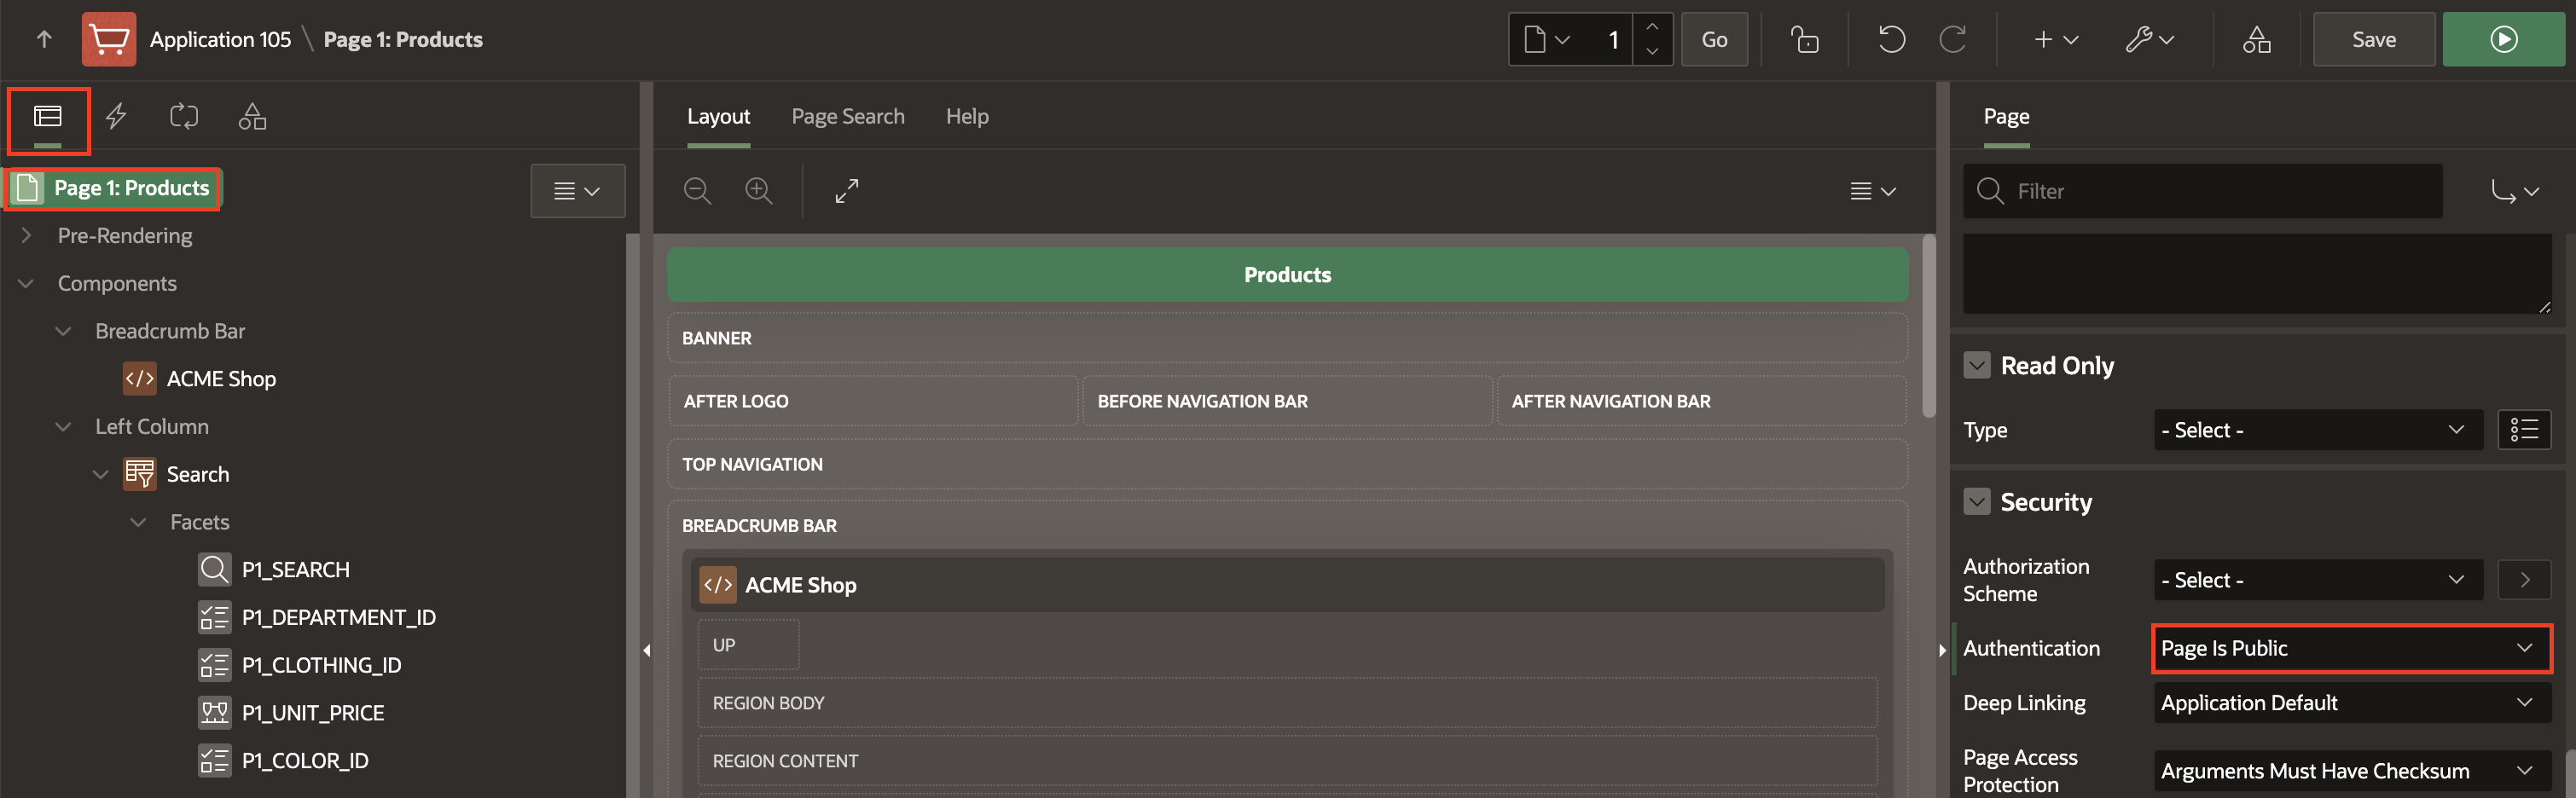 Application 105 \ Page 1: Products
1
Go
Save
Layout
Page Search
Help
Page
Page 1: Products
Filter
Pre-Rendering
Components
Breadcrumb Bar
</> ACME Shop
Left Column
Search
Facets
P1_SEARCH
P1_DEPARTMENT_ID
P1_CLOTHING_ID
P1_UNIT_PRICE
P1_COLOR_ID
Products
BANNER
AFTER LOGO
BEFORE NAVIGATION BAR
AFTER NAVIGATION BAR
TOP NAVIGATION
BREADCRUMB BAR
</> ACME Shop
UP
REGION BODY
REGION CONTENT
Read Only
Type
- Select -
Security
Authorization
Scheme
- Select -
Authentication
Page Is Public
Deep Linking
Application Default
Page Access
Protection
Arguments Must Have Checksum